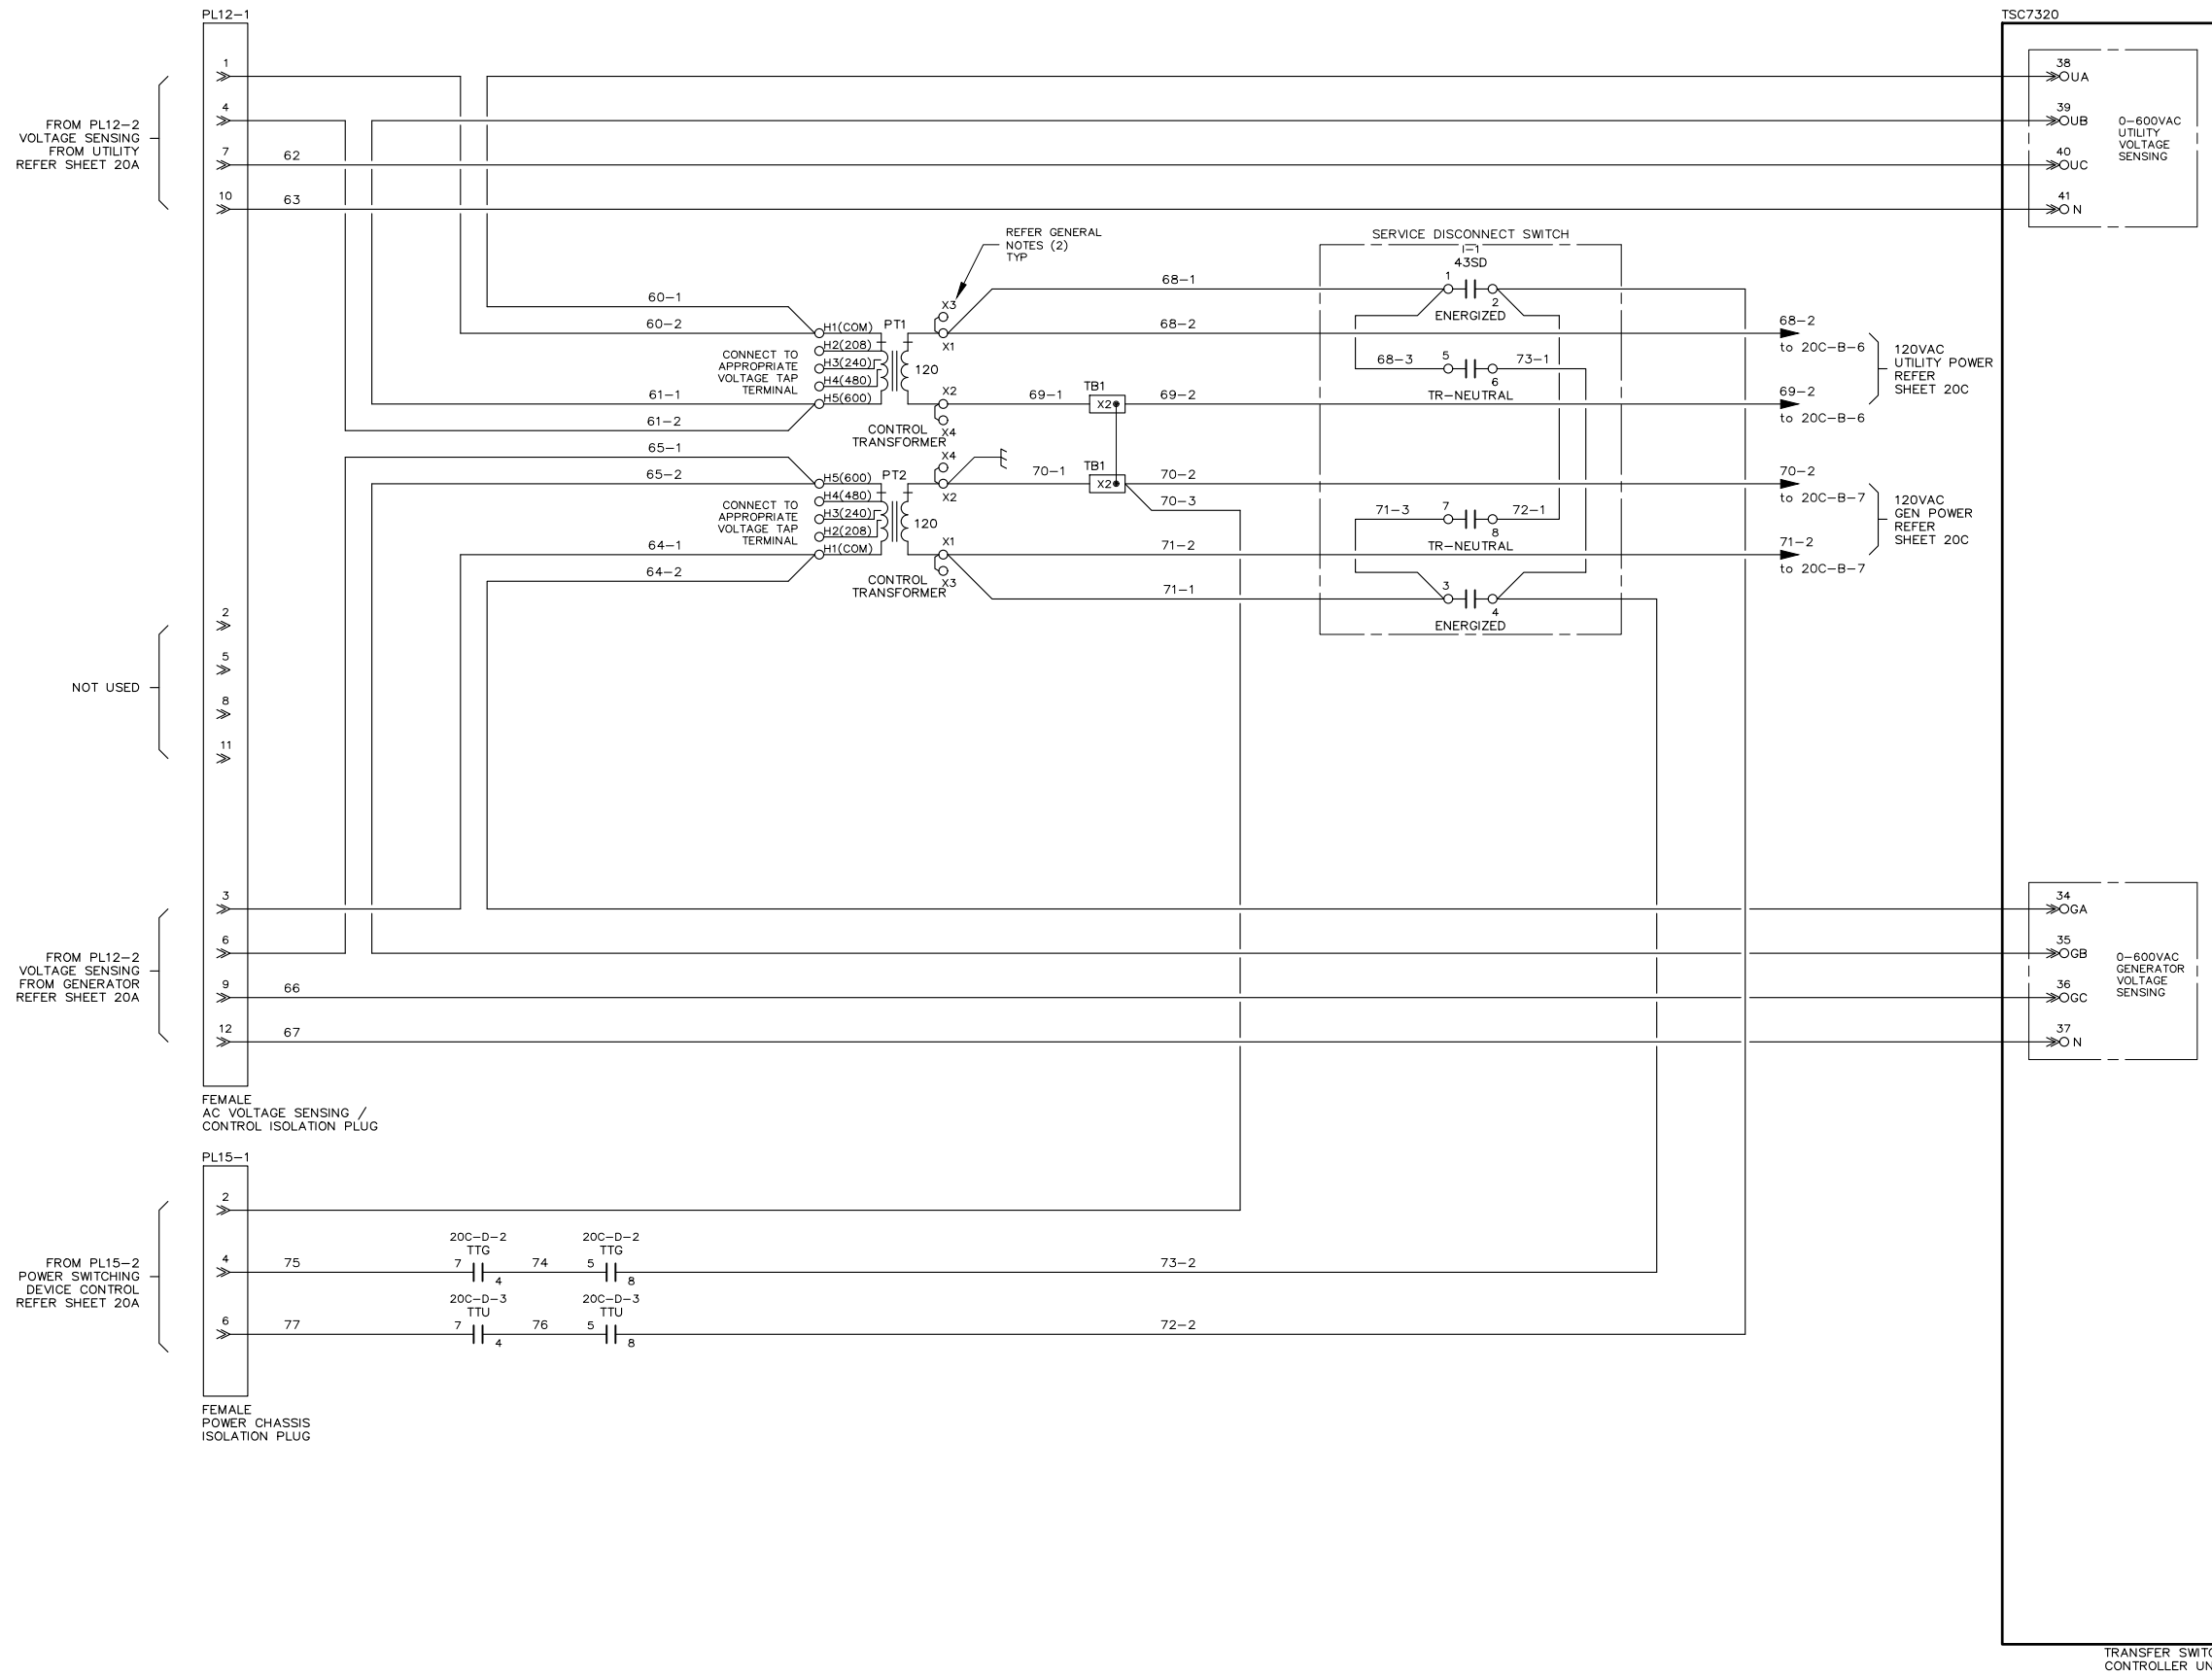 PL12-1
TSC7320
1
4
7
10
62
63
FROM PL12-2
VOLTAGE SENSING
FROM UTILITY
REFER SHEET 20A
38
UA
39
UB
40
UC
41
N
0-600VAC
UTILITY
VOLTAGE
SENSING
REFER GENERAL
NOTES (2)
TYP
SERVICE DISCONNECT SWITCH
I-1
43SD
1
2
ENERGIZED
68-1
60-1
60-2
H1(COM)
H2(208)
H3(240)
H4(480)
H5(600)
PT1
X3
X1
120
X2
X4
CONNECT TO
APPROPRIATE
VOLTAGE TAP
TERMINAL
CONTROL
TRANSFORMER
68-2
68-3
5
6
73-1
TR-NEUTRAL
68-2
to 20C-B-6
61-1
61-2
69-1
TB1
X2
69-2
69-2
to 20C-B-6
120VAC
UTILITY POWER
REFER
SHEET 20C
65-1
65-2
H5(600)
H4(480)
H3(240)
H2(208)
H1(COM)
PT2
X4
X2
120
X1
X3
CONNECT TO
APPROPRIATE
VOLTAGE TAP
TERMINAL
CONTROL
TRANSFORMER
70-1
TB1
X2
70-2
70-3
70-2
to 20C-B-7
71-3
7
8
72-1
TR-NEUTRAL
64-1
64-2
71-2
71-1
3
4
ENERGIZED
71-2
to 20C-B-7
120VAC
GEN POWER
REFER
SHEET 20C
2
5
8
11
NOT USED
3
6
9
12
66
67
FROM PL12-2
VOLTAGE SENSING
FROM GENERATOR
REFER SHEET 20A
34
GA
35
GB
36
GC
37
N
0-600VAC
GENERATOR
VOLTAGE
SENSING
FEMALE
AC VOLTAGE SENSING /
CONTROL ISOLATION PLUG
PL15-1
2
4
6
FROM PL15-2
POWER SWITCHING
DEVICE CONTROL
REFER SHEET 20A
75
20C-D-2
TTG
7
4
74
20C-D-2
TTG
5
8
73-2
77
20C-D-3
TTU
7
4
76
20C-D-3
TTU
5
8
72-2
FEMALE
POWER CHASSIS
ISOLATION PLUG
TRANSFER SWITC
CONTROLLER UN